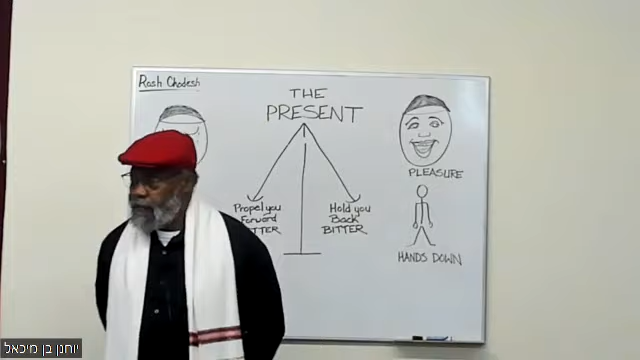 Rosh Chodesh
THE
PRESENT
PLEASURE
Propel you
Forward
Hold you
Back
BITTER
HANDS DOWN
יוחנן בן מיכאל